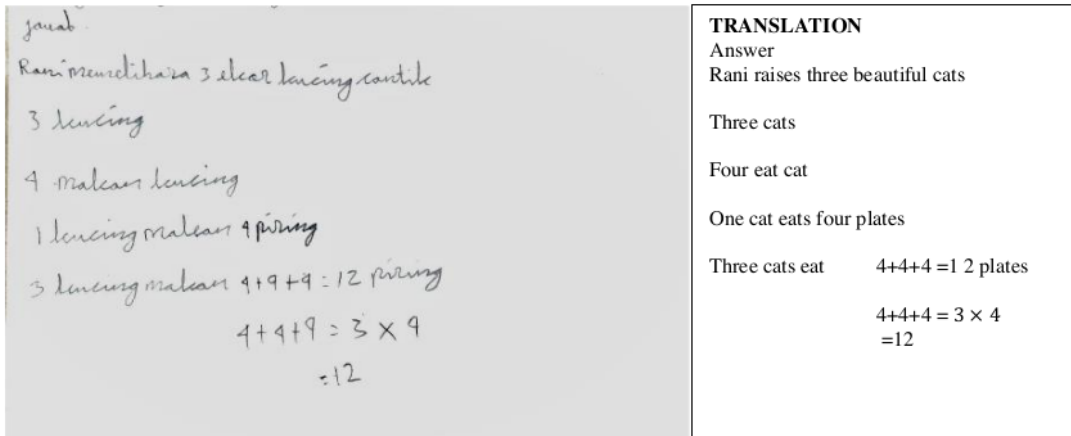 jawab.
Rani memelihara 3 ekor kucing cantik
3 kucing
4 makan kucing
1 kucing makan 4 piring
3 kucing makan 4+4+4=12 piring
4+4+4=3×4
=12
TRANSLATION
Answer
Rani raises three beautiful cats
Three cats
Four eat cat
One cat eats four plates
Three cats eat 4+4+4 =1 2 plates
4+4+4 = 3 × 4
=12